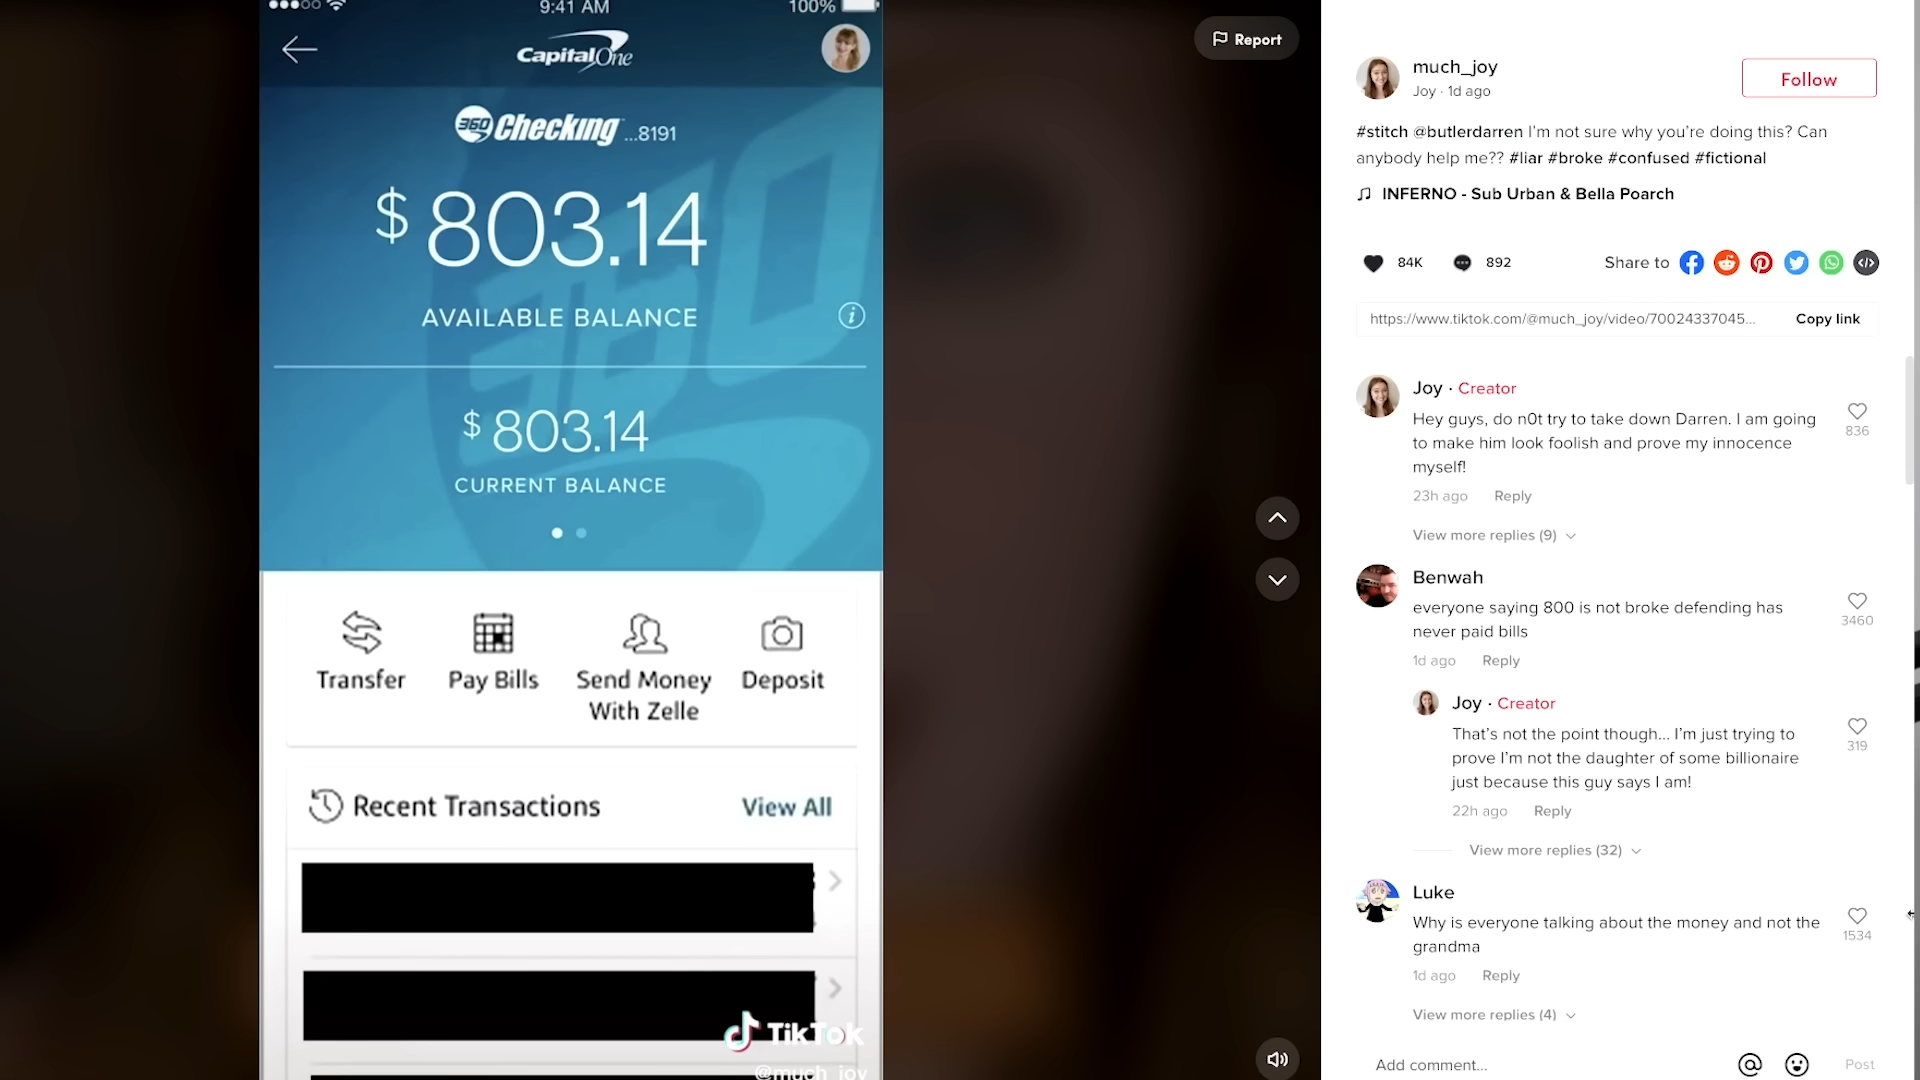 9:41 AM
100%
Capital One
360 Checking ...8191
$803.14
AVAILABLE BALANCE
$803.14
CURRENT BALANCE
Transfer
Pay Bills
Send Money
With Zelle
Deposit
Recent Transactions
View All
TikTok
@much_joy
Report
much_joy
Joy · 1d ago
Follow
#stitch @butlerdarren I'm not sure why you're doing this? Can
anybody help me?? #liar #broke #confused #fictional
INFERNO - Sub Urban & Bella Poarch
84K
892
Share to
https://www.tiktok.com/@much_joy/video/70024337045...
Copy link
Joy · Creator
Hey guys, do n0t try to take down Darren. I am going
to make him look foolish and prove my innocence
myself!
836
23h ago
Reply
View more replies (9)
Benwah
everyone saying 800 is not broke defending has
never paid bills
3460
1d ago
Reply
Joy · Creator
That's not the point though... I'm just trying to
prove I'm not the daughter of some billionaire
just because this guy says I am!
319
22h ago
Reply
View more replies (32)
Luke
Why is everyone talking about the money and not the
grandma
1534
1d ago
Reply
View more replies (4)
Add comment...
Post